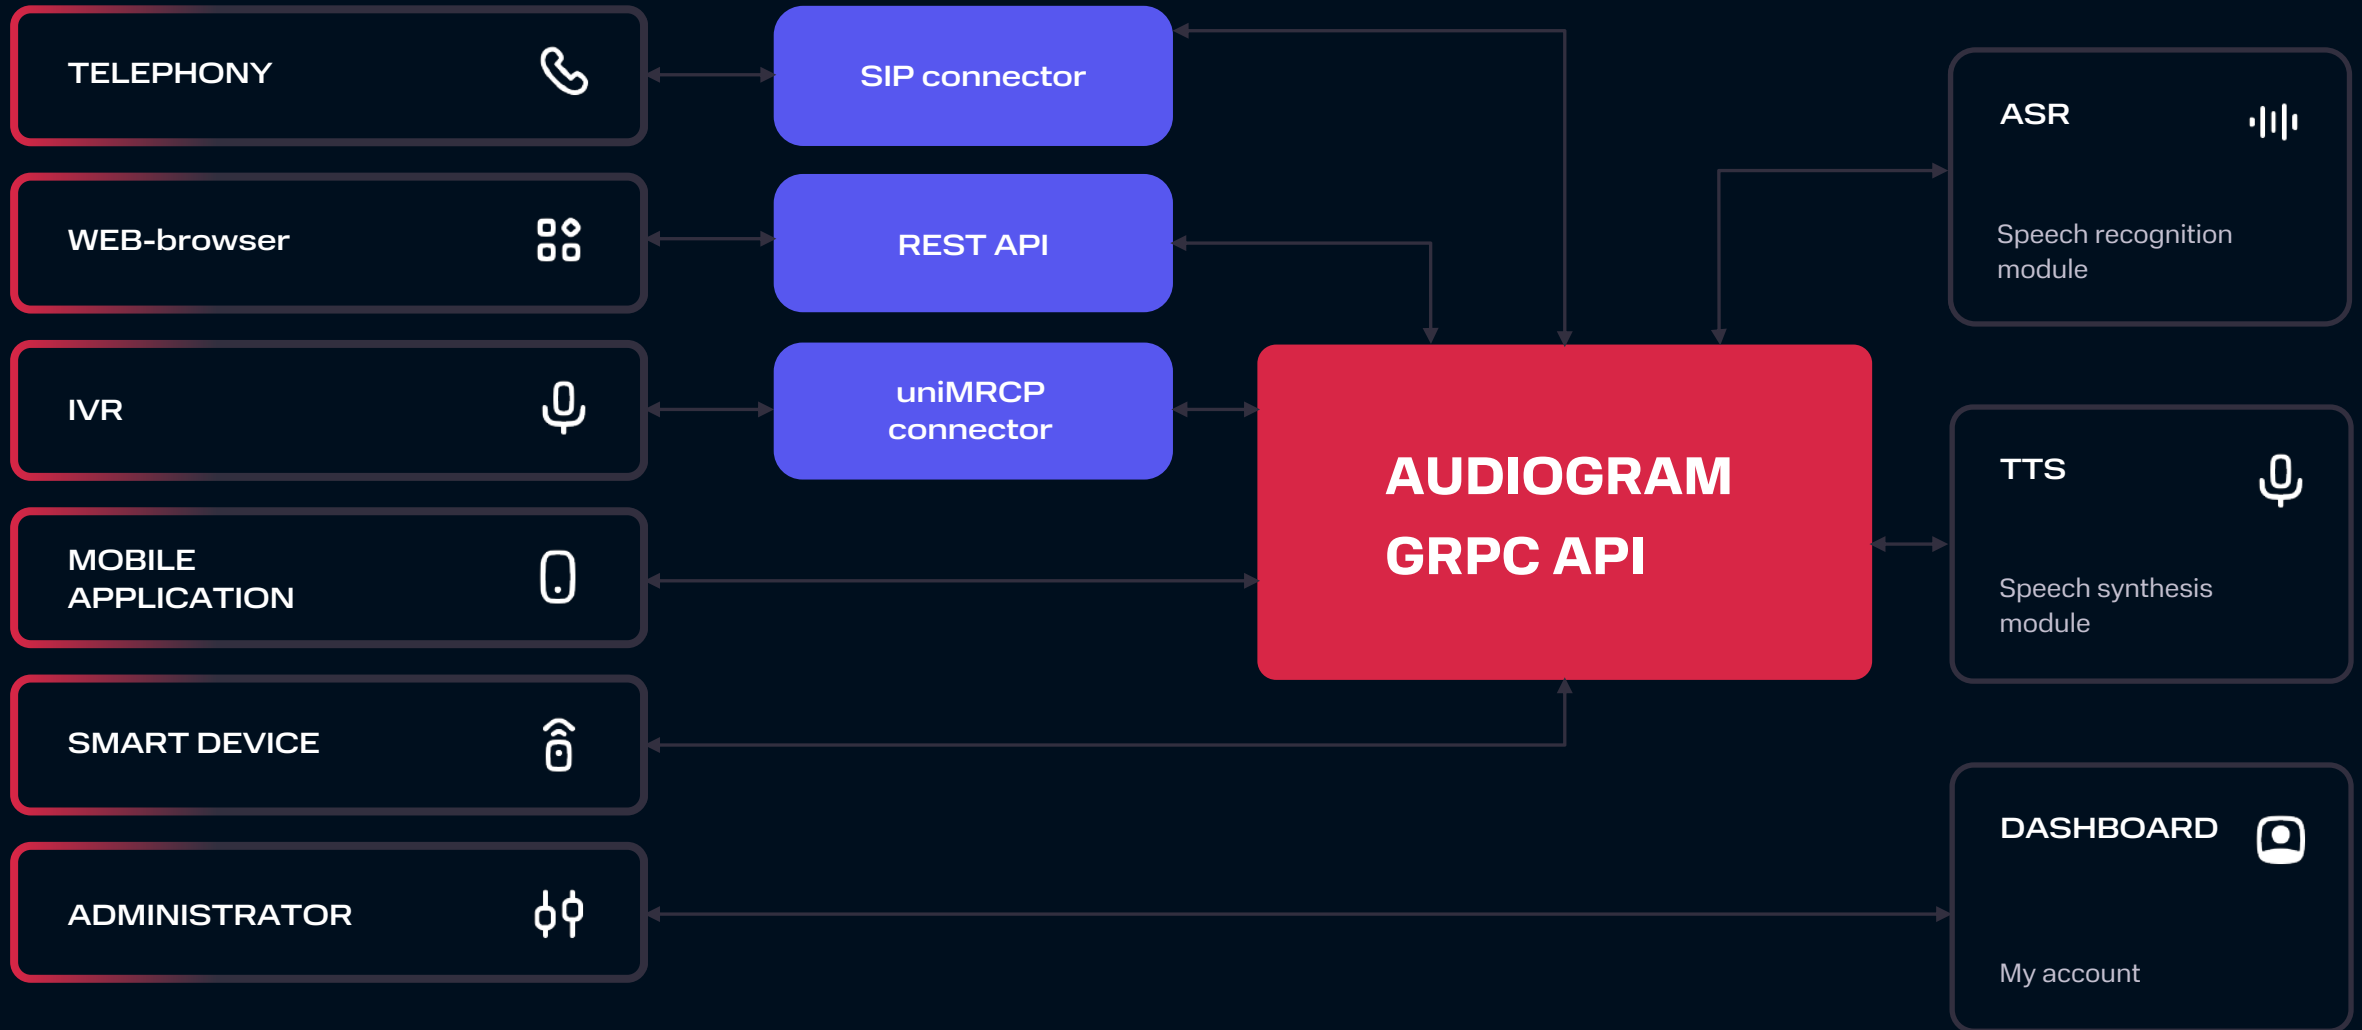 TELEPHONY
SIP connector
WEB-browser
REST API
IVR
uniMRCP
connector
MOBILE
APPLICATION
SMART DEVICE
ADMINISTRATOR
AUDIOGRAM
GRPC API
ASR
Speech recognition
module
TTS
Speech synthesis
module
DASHBOARD
My account